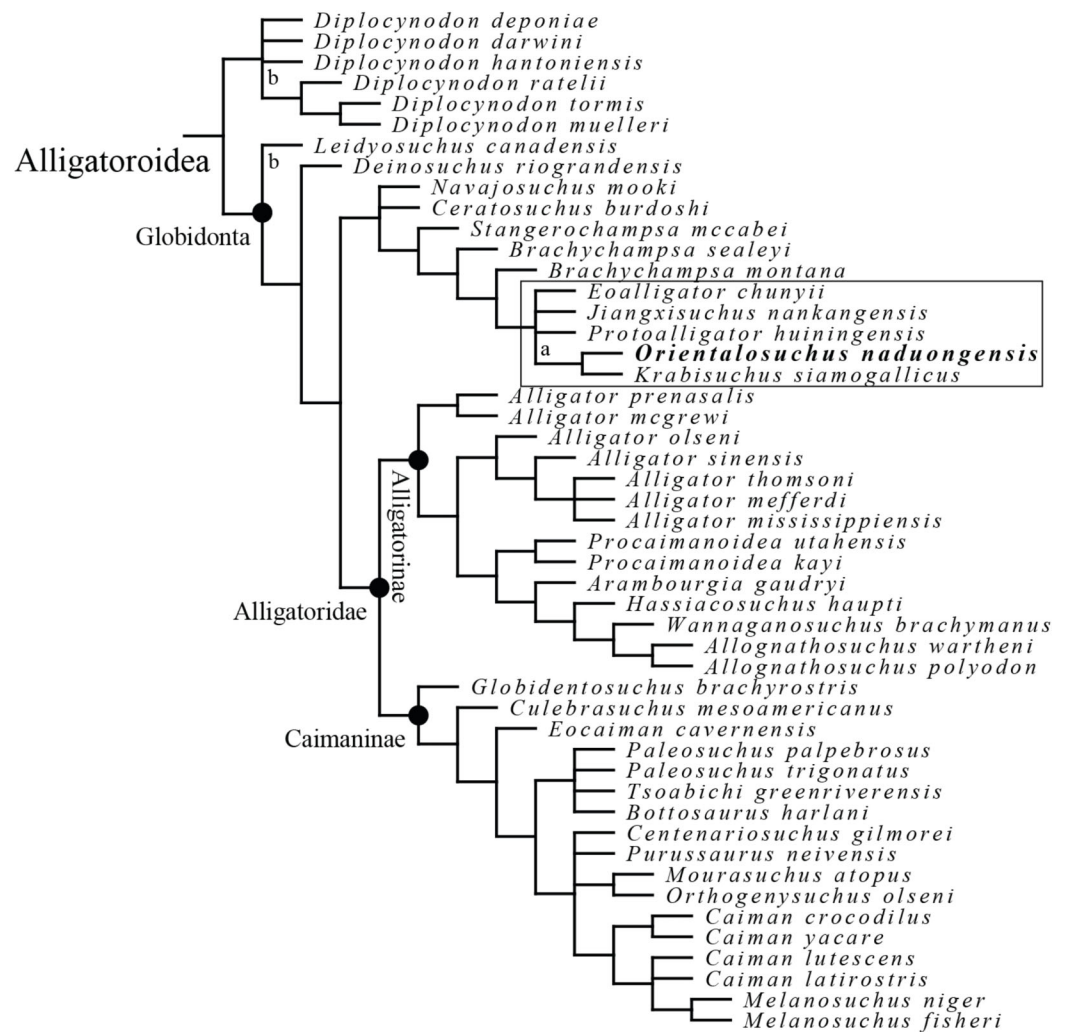 Diplocynodon deponiae
Diplocynodon darwini
Diplocynodon hantoniensis
b
Diplocynodon ratelii
Diplocynodon tormis
Diplocynodon muelleri
Alligatoroidea
Leidyosuchus canadensis
b
Deinosuchus riograndensis
Navajosuchus mooki
Ceratosuchus burdoshi
Globidonta
Stangerochampsa mccabei
Brachychampsa sealeyi
Brachychampsa montana
Eoalligator chunyii
Jiangxisuchus nankangensis
Protoalligator huiningensis
a
Orientalosuchus naduongensis
Krabisuchus siamogallicus
Alligator prenasalis
Alligator mcgrewi
Alligator olseni
Alligator sinensis
Alligator thomsoni
Alligator mefferdi
Alligator mississippiensis
Alligatorinae
Procaimanoidea utahensis
Procaimanoidea kayi
Arambourgia gaudryi
Hassiacosuchus haupti
Alligatoridae
Wannaganosuchus brachymanus
Allognathosuchus wartheni
Allognathosuchus polyodon
Globidentosuchus brachyrostris
Culebrasuchus mesoamericanus
Eocaiman cavernensis
Caimaninae
Paleosuchus palpebrosus
Paleosuchus trigonatus
Tsoabichi greenriverensis
Bottosaurus harlani
Centenariosuchus gilmorei
Purussaurus neivensis
Mourasuchus atopus
Orthogenysuchus olseni
Caiman crocodilus
Caiman yacare
Caiman lutescens
Caiman latirostris
Melanosuchus niger
Melanosuchus fisheri